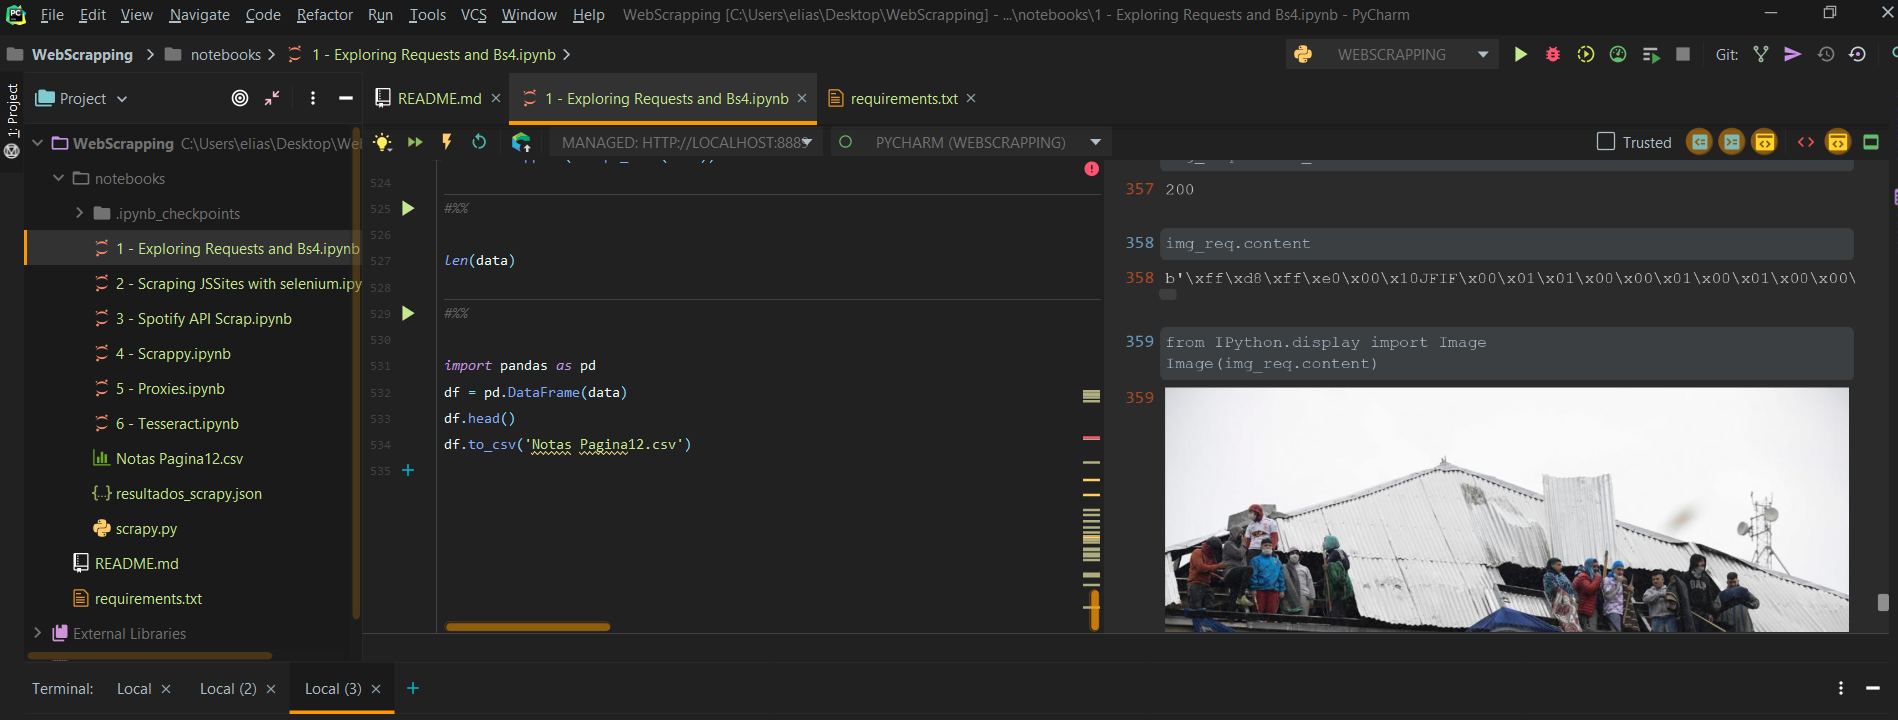 File Edit View Navigate Code Refactor Run Tools VCS Window Help WebScrapping [C:\Users\elias\Desktop\WebScrapping] - ...\notebooks\1 - Exploring Requests and Bs4.ipynb - PyCharm
WebScrapping notebooks 1 - Exploring Requests and Bs4.ipynb WEBSCRAPPING Git:
1: Project
Project
README.md 1 - Exploring Requests and Bs4.ipynb requirements.txt
MANAGED: HTTP://LOCALHOST:8889 PYCHARM (WEBSCRAPPING) Trusted
WebScrapping C:\Users\elias\Desktop\We
notebooks
.ipynb_checkpoints
1 - Exploring Requests and Bs4.ipynb
2 - Scraping JSSites with selenium.ipy
3 - Spotify API Scrap.ipynb
4 - Scrappy.ipynb
5 - Proxies.ipynb
6 - Tesseract.ipynb
Notas Pagina12.csv
resultados_scrapy.json
scrapy.py
README.md
requirements.txt
External Libraries
524
525 #%%
526
527 len(data)
528
529 #%%
530
531 import pandas as pd
532 df = pd.DataFrame(data)
533 df.head()
534 df.to_csv('Notas Pagina12.csv')
535
357 200
358 img_req.content
358 b'\xff\xd8\xff\xe0\x00\x10JFIF\x00\x01\x01\x00\x00\x01\x00\x01\x00\x00\
359 from IPython.display import Image
Image(img_req.content)
359
Terminal: Local Local (2) Local (3)